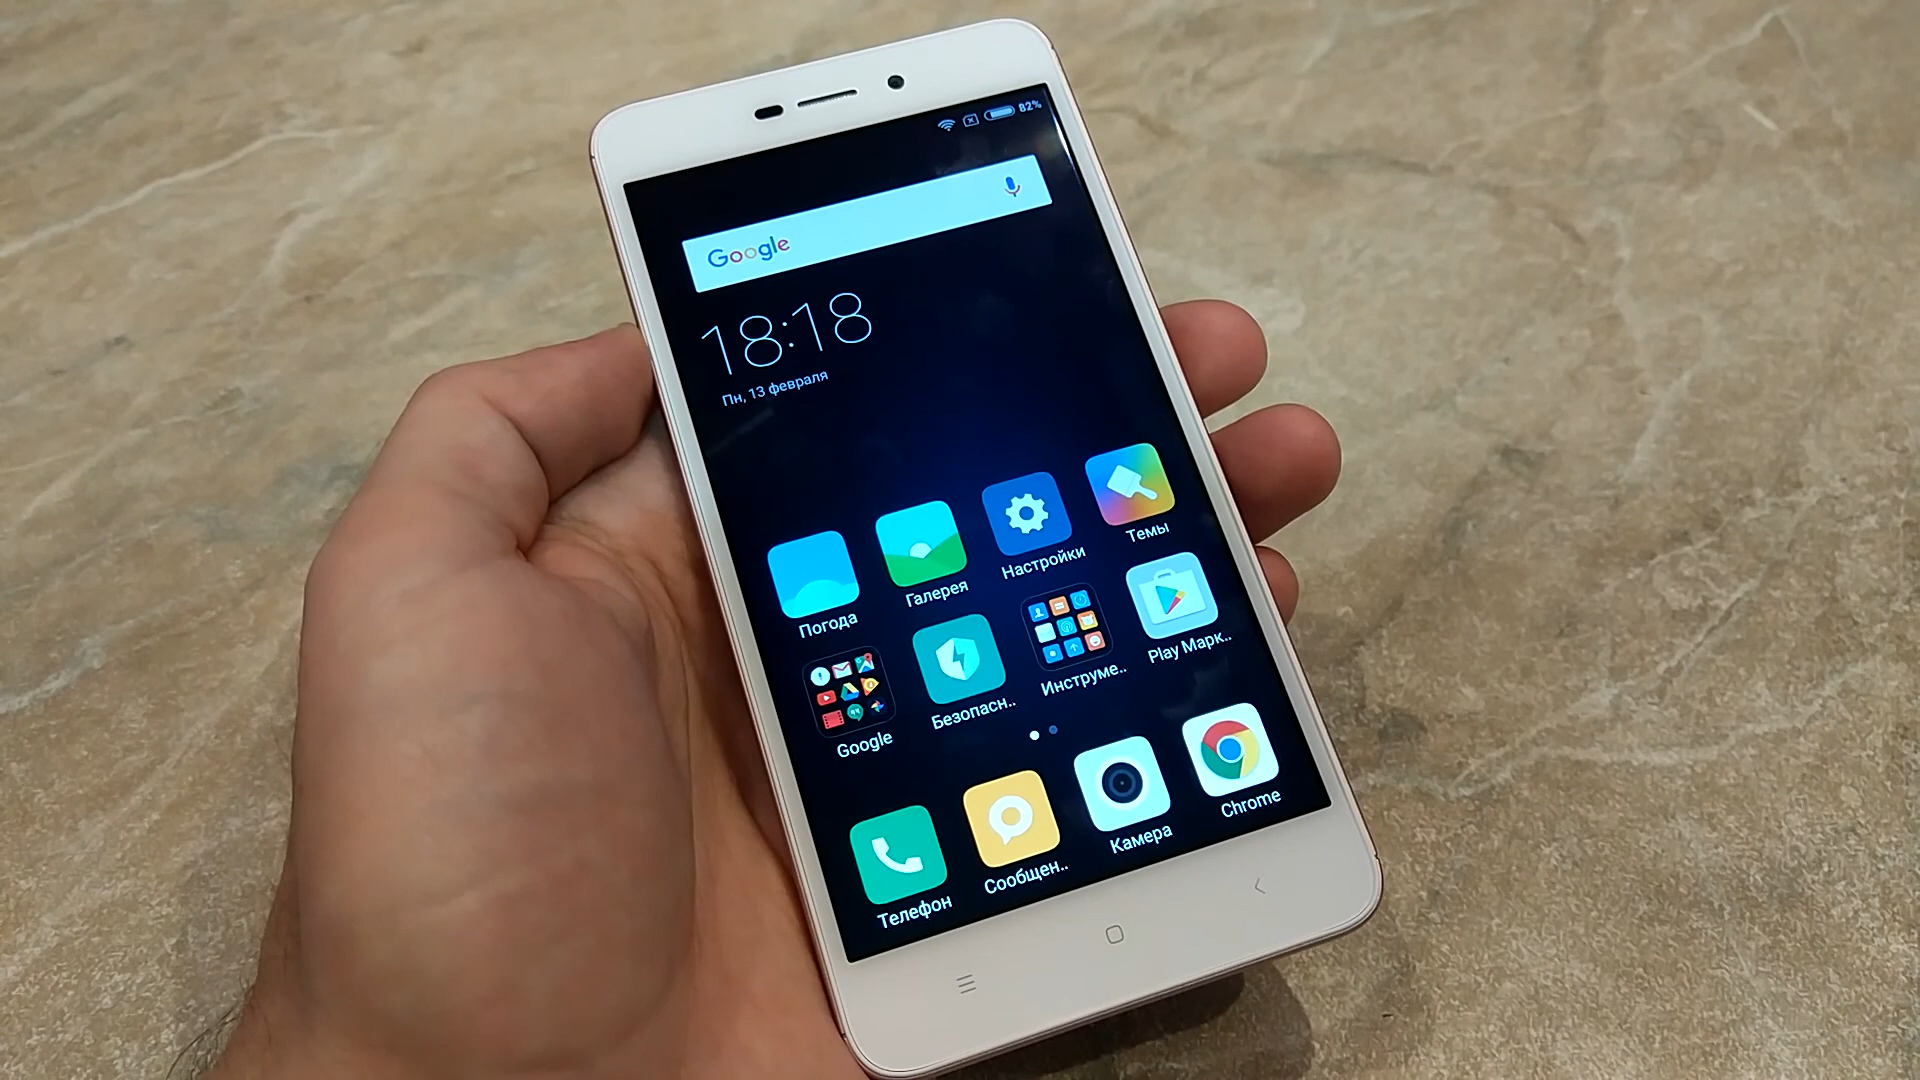 82%
Google
18:18
Пн, 13 февраля
Погода
Галерея
Настройки
Темы
Google
Безопасн..
Инструме..
Play Марк..
Телефон
Сообщен..
Камера
Chrome